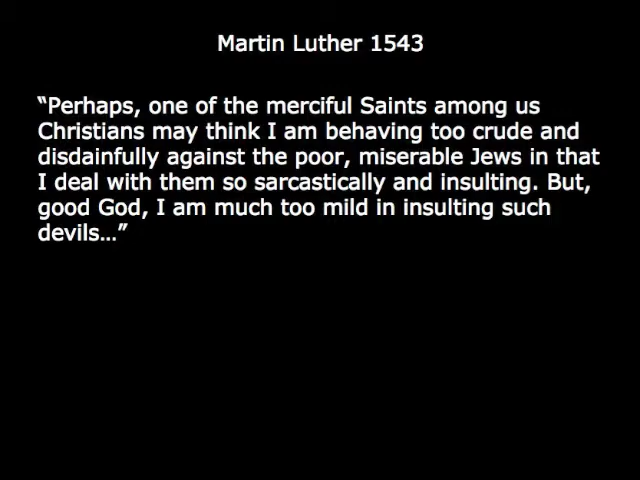 Martin Luther 1543
“Perhaps, one of the merciful Saints among us
Christians may think I am behaving too crude and
disdainfully against the poor, miserable Jews in that
I deal with them so sarcastically and insulting. But,
good God, I am much too mild in insulting such
devils…”